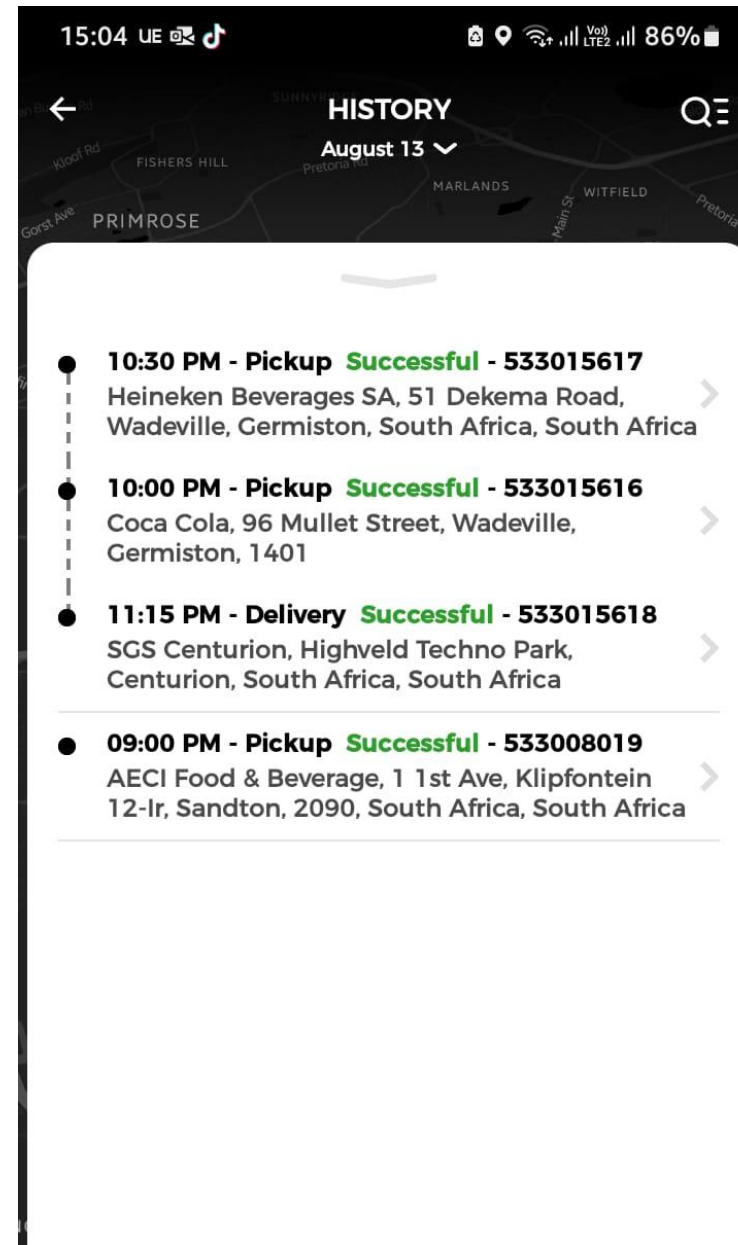 15:04 UE Vo)) LTE2 86%
SUNNYRIDGE
HISTORY
August 13
Kloof Rd
FISHERS HILL
Pretoria Rd
MARLANDS
WITFIELD
Gorst Ave
PRIMROSE
Main St
Pretoria
10:30 PM - Pickup Successful - 533015617
Heineken Beverages SA, 51 Dekema Road,
Wadeville, Germiston, South Africa, South Africa
10:00 PM - Pickup Successful - 533015616
Coca Cola, 96 Mullet Street, Wadeville,
Germiston, 1401
11:15 PM - Delivery Successful - 533015618
SGS Centurion, Highveld Techno Park,
Centurion, South Africa, South Africa
09:00 PM - Pickup Successful - 533008019
AECI Food & Beverage, 1 1st Ave, Klipfontein
12-Ir, Sandton, 2090, South Africa, South Africa